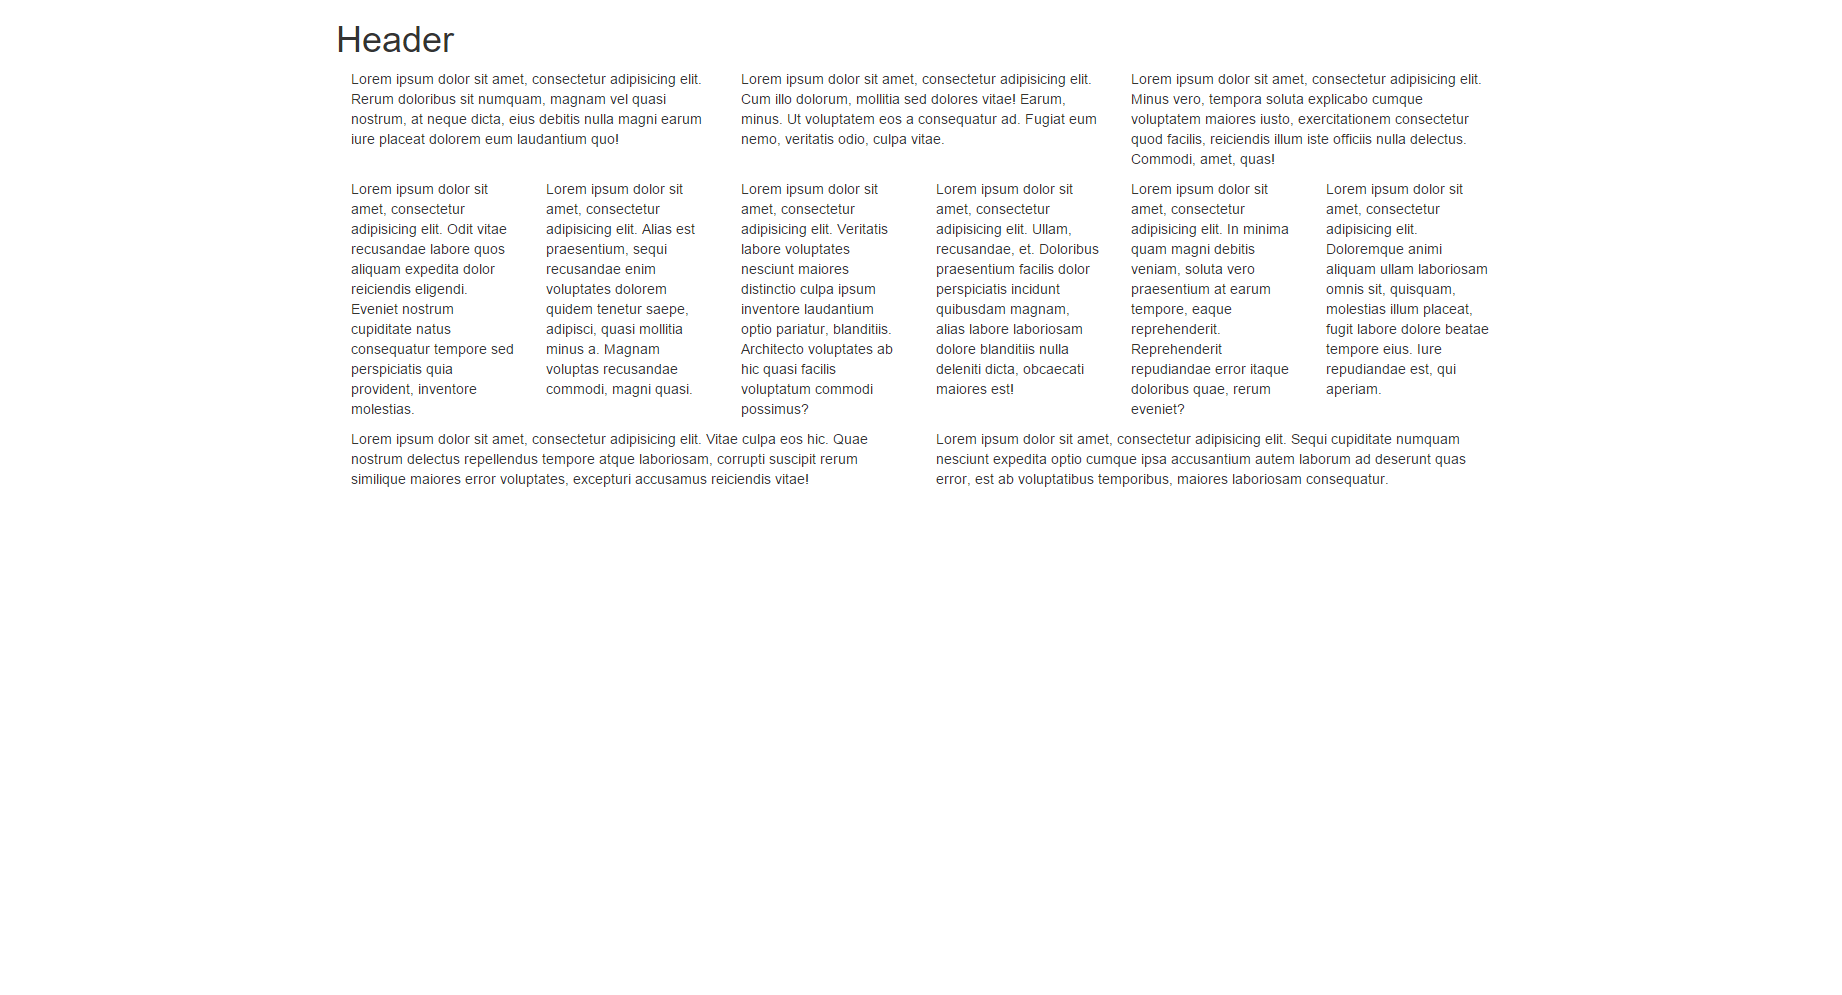 Header
Lorem ipsum dolor sit amet, consectetur adipisicing elit.
Rerum doloribus sit numquam, magnam vel quasi
nostrum, at neque dicta, eius debitis nulla magni earum
iure placeat dolorem eum laudantium quo!
Lorem ipsum dolor sit amet, consectetur adipisicing elit.
Cum illo dolorum, mollitia sed dolores vitae! Earum,
minus. Ut voluptatem eos a consequatur ad. Fugiat eum
nemo, veritatis odio, culpa vitae.
Lorem ipsum dolor sit amet, consectetur adipisicing elit.
Minus vero, tempora soluta explicabo cumque
voluptatem maiores iusto, exercitationem consectetur
quod facilis, reiciendis illum iste officiis nulla delectus.
Commodi, amet, quas!
Lorem ipsum dolor sit
amet, consectetur
adipisicing elit. Odit vitae
recusandae labore quos
aliquam expedita dolor
reiciendis eligendi.
Eveniet nostrum
cupiditate natus
consequatur tempore sed
perspiciatis quia
provident, inventore
molestias.
Lorem ipsum dolor sit
amet, consectetur
adipisicing elit. Alias est
praesentium, sequi
recusandae enim
voluptates dolorem
quidem tenetur saepe,
adipisci, quasi mollitia
minus a. Magnam
voluptas recusandae
commodi, magni quasi.
Lorem ipsum dolor sit
amet, consectetur
adipisicing elit. Veritatis
labore voluptates
nesciunt maiores
distinctio culpa ipsum
inventore laudantium
optio pariatur, blanditiis.
Architecto voluptates ab
hic quasi facilis
voluptatum commodi
possimus?
Lorem ipsum dolor sit
amet, consectetur
adipisicing elit. Ullam,
recusandae, et. Doloribus
praesentium facilis dolor
perspiciatis incidunt
quibusdam magnam,
alias labore laboriosam
dolore blanditiis nulla
deleniti dicta, obcaecati
maiores est!
Lorem ipsum dolor sit
amet, consectetur
adipisicing elit. In minima
quam magni debitis
veniam, soluta vero
praesentium at earum
tempore, eaque
reprehenderit.
Reprehenderit
repudiandae error itaque
doloribus quae, rerum
eveniet?
Lorem ipsum dolor sit
amet, consectetur
adipisicing elit.
Doloremque animi
aliquam ullam laboriosam
omnis sit, quisquam,
molestias illum placeat,
fugit labore dolore beatae
tempore eius. Iure
repudiandae est, qui
aperiam.
Lorem ipsum dolor sit amet, consectetur adipisicing elit. Vitae culpa eos hic. Quae
nostrum delectus repellendus tempore atque laboriosam, corrupti suscipit rerum
similique maiores error voluptates, excepturi accusamus reiciendis vitae!
Lorem ipsum dolor sit amet, consectetur adipisicing elit. Sequi cupiditate numquam
nesciunt expedita optio cumque ipsa accusantium autem laborum ad deserunt quas
error, est ab voluptatibus temporibus, maiores laboriosam consequatur.